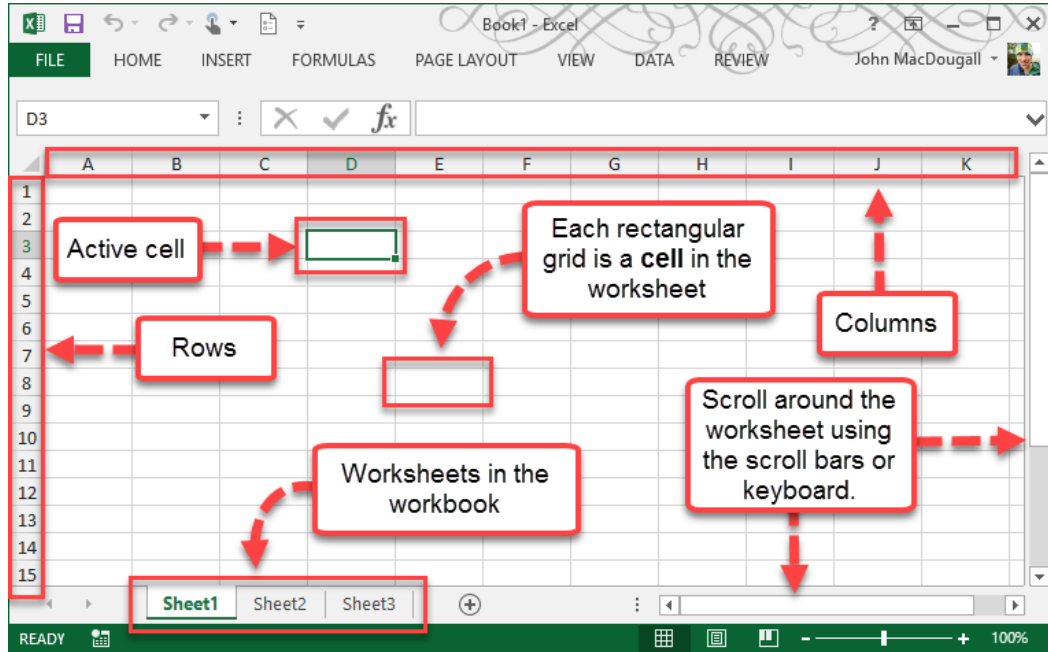 Book1 - Excel
?
FILE HOME INSERT FORMULAS PAGE LAYOUT VIEW DATA REVIEW John MacDougall
D3 fx
A B C D E F G H I J K
1
2
3
4
5
6
7
8
9
10
11
12
13
14
15
Active cell
Each rectangular
grid is a cell in the
worksheet
Columns
Rows
Scroll around the
worksheet using
the scroll bars or
keyboard.
Worksheets in the
workbook
Sheet1 Sheet2 Sheet3
READY 100%